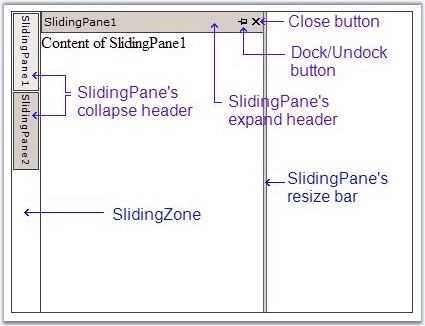 SlidingPane1
SlidingPane2
SlidingPane1
Content of SlidingPane1
Close button
Dock/Undock
button
SlidingPane's
collapse header
SlidingPane's
expand header
SlidingPane's
resize bar
SlidingZone